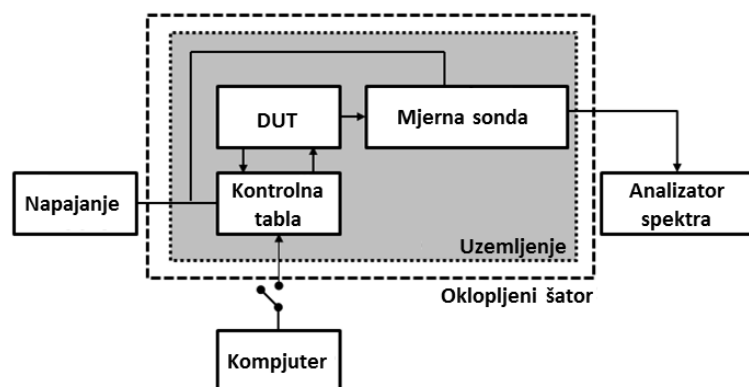 DUT
Mjerna sonda
Napajanje
Kontrolna
tabla
Analizator
spektra
Uzemljenje
Oklopljeni šator
Kompjuter